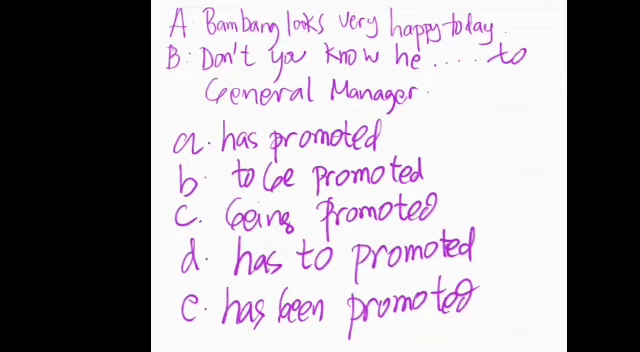 A. Bambang looks very happy today.
B: Don't you know he ..... to
General Manager.
a. has promoted
b. to be promoted
c. being promoted
d. has to promoted
e. has been promoted